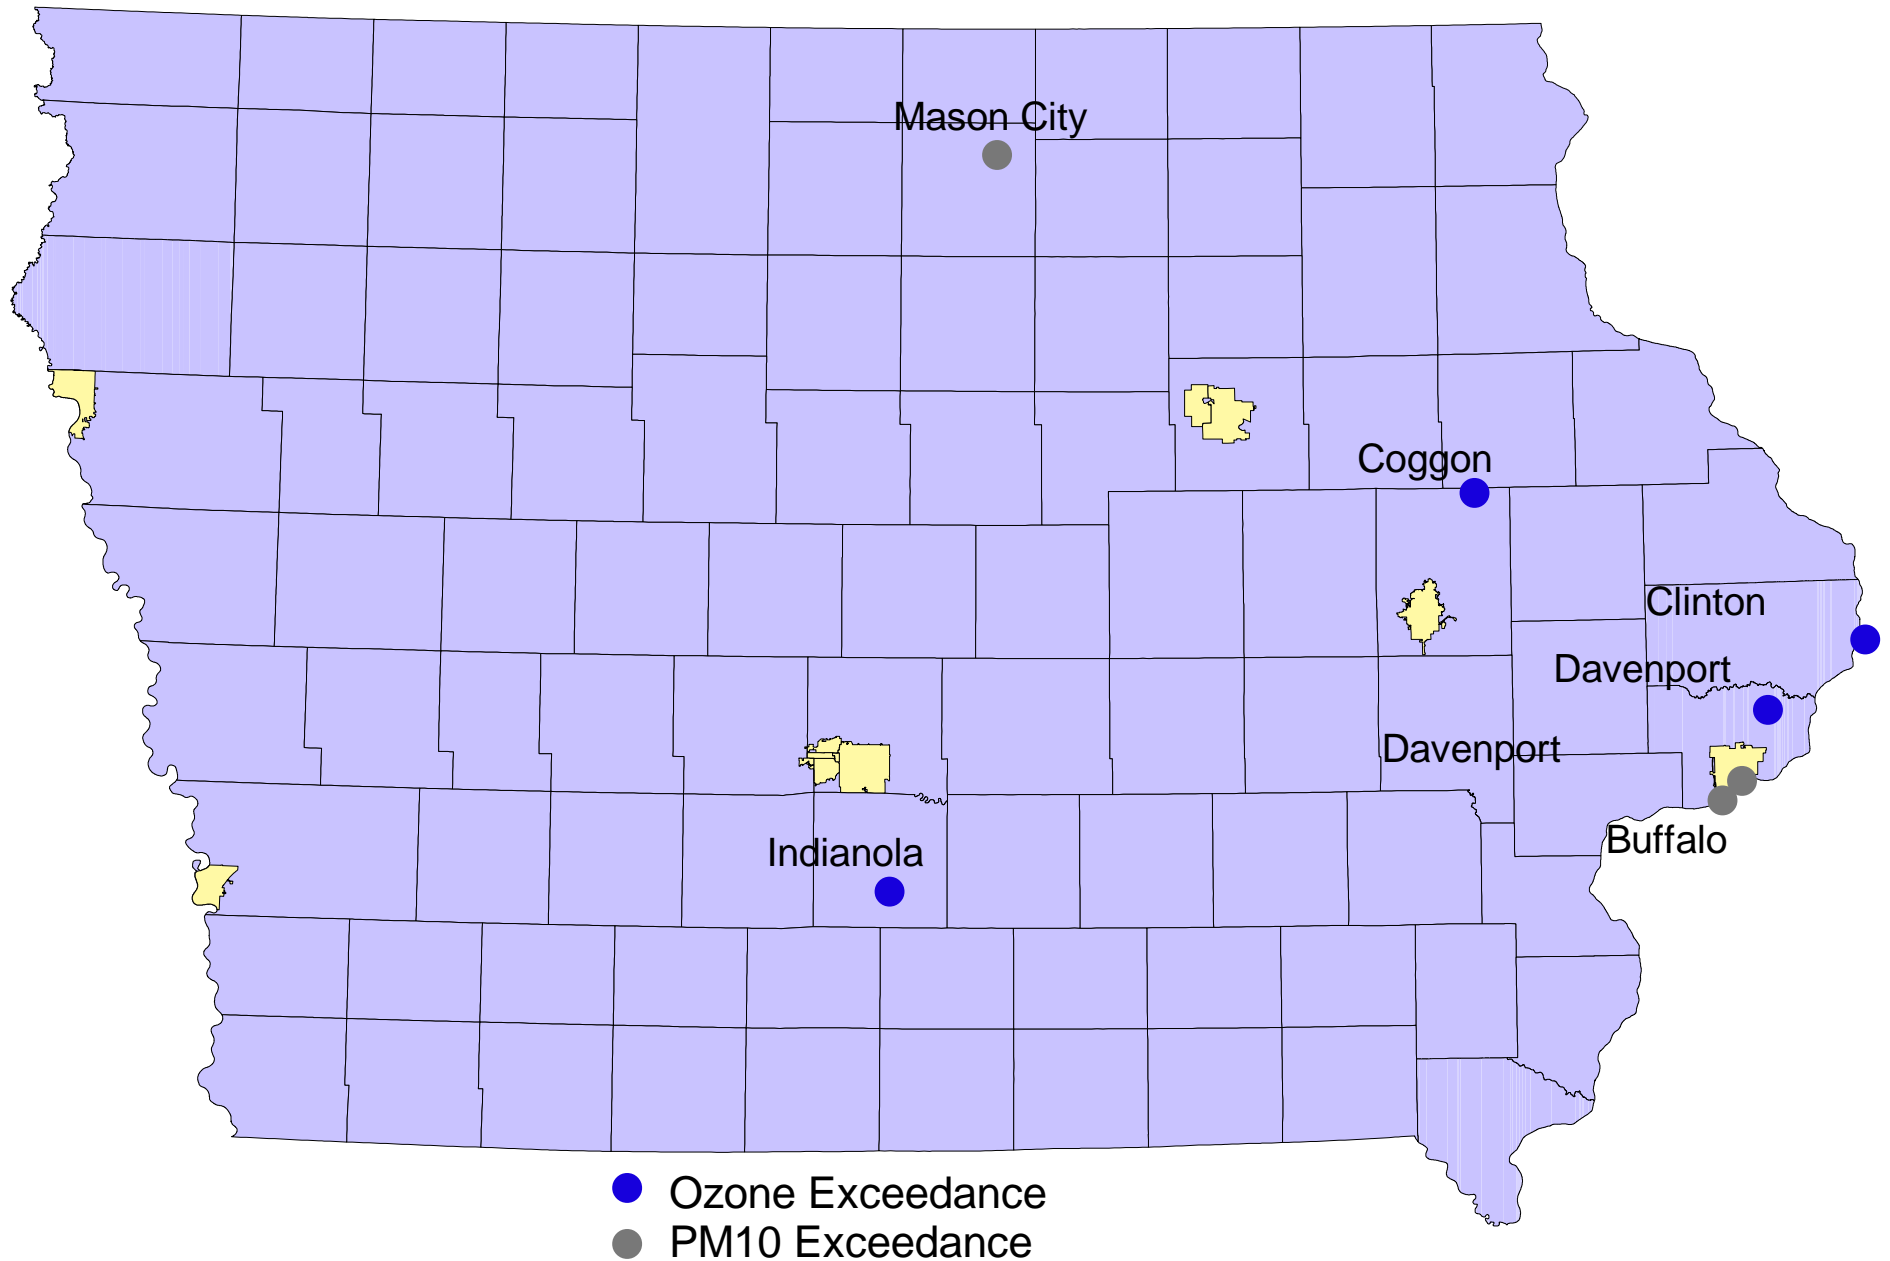 Mason City
Coggon
Clinton
Davenport
Davenport
Buffalo
Indianola
Ozone Exceedance
PM10 Exceedance